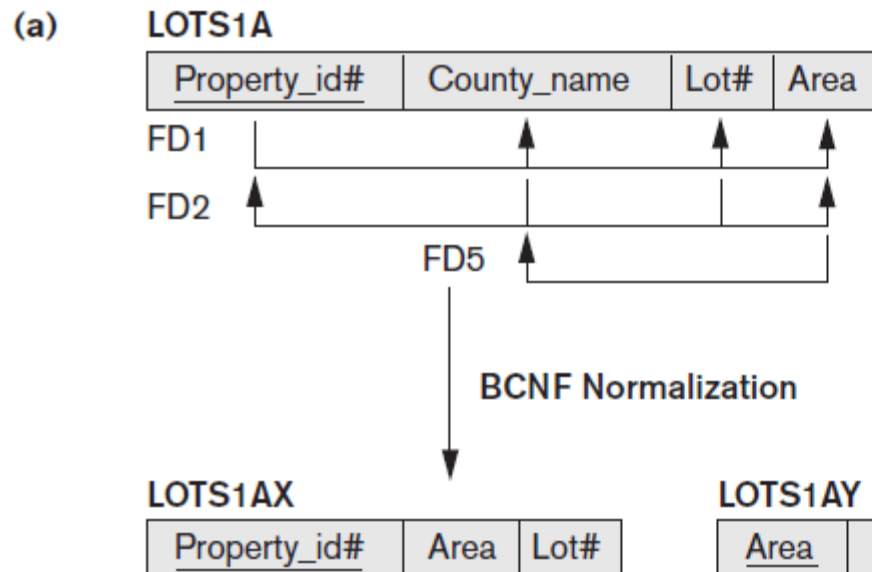 (a) LOTS1A
Property_id# County_name Lot# Area
FD1
FD2
FD5
BCNF Normalization
LOTS1AX LOTS1AY
Property_id# Area Lot# Area